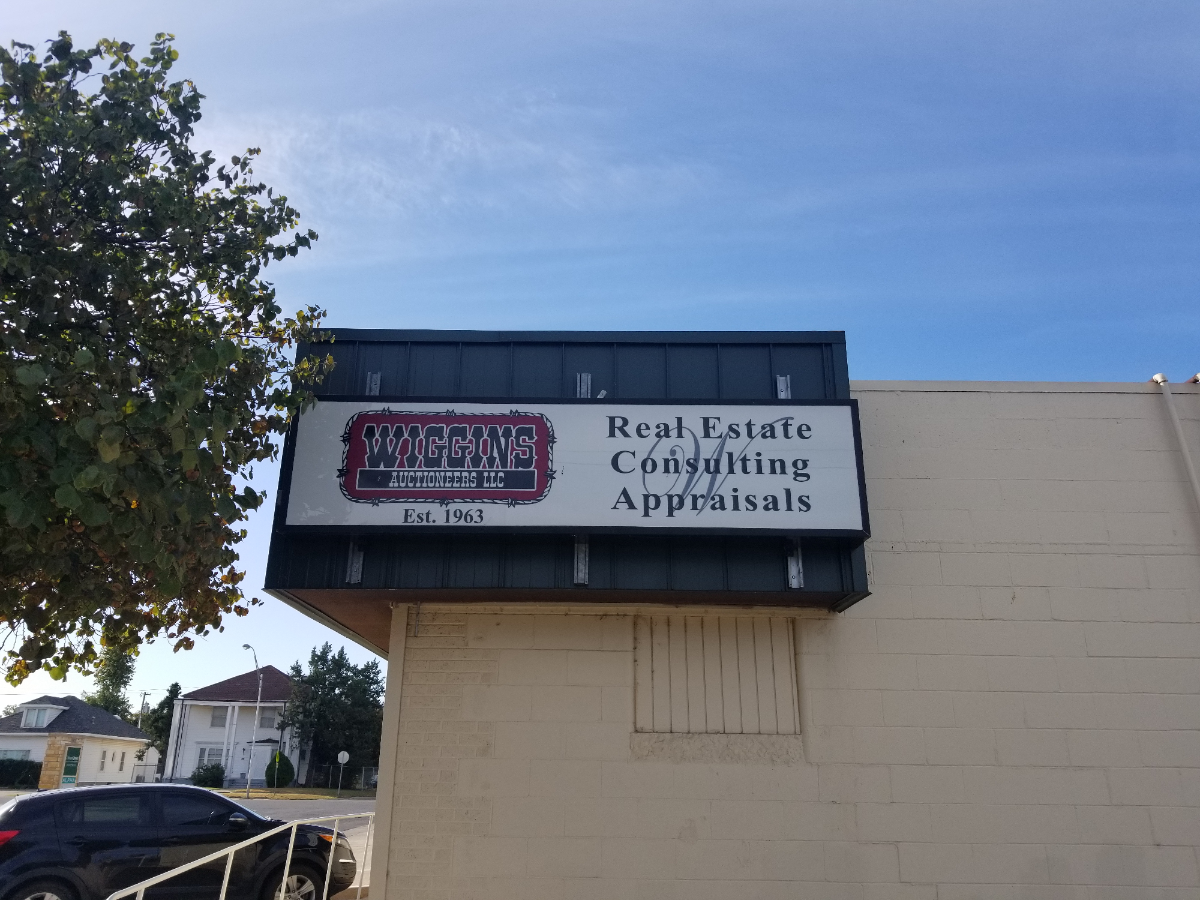 WIGGINS
AUCTIONEERS LLC
Est. 1963
Real Estate
Consulting
Appraisals
W